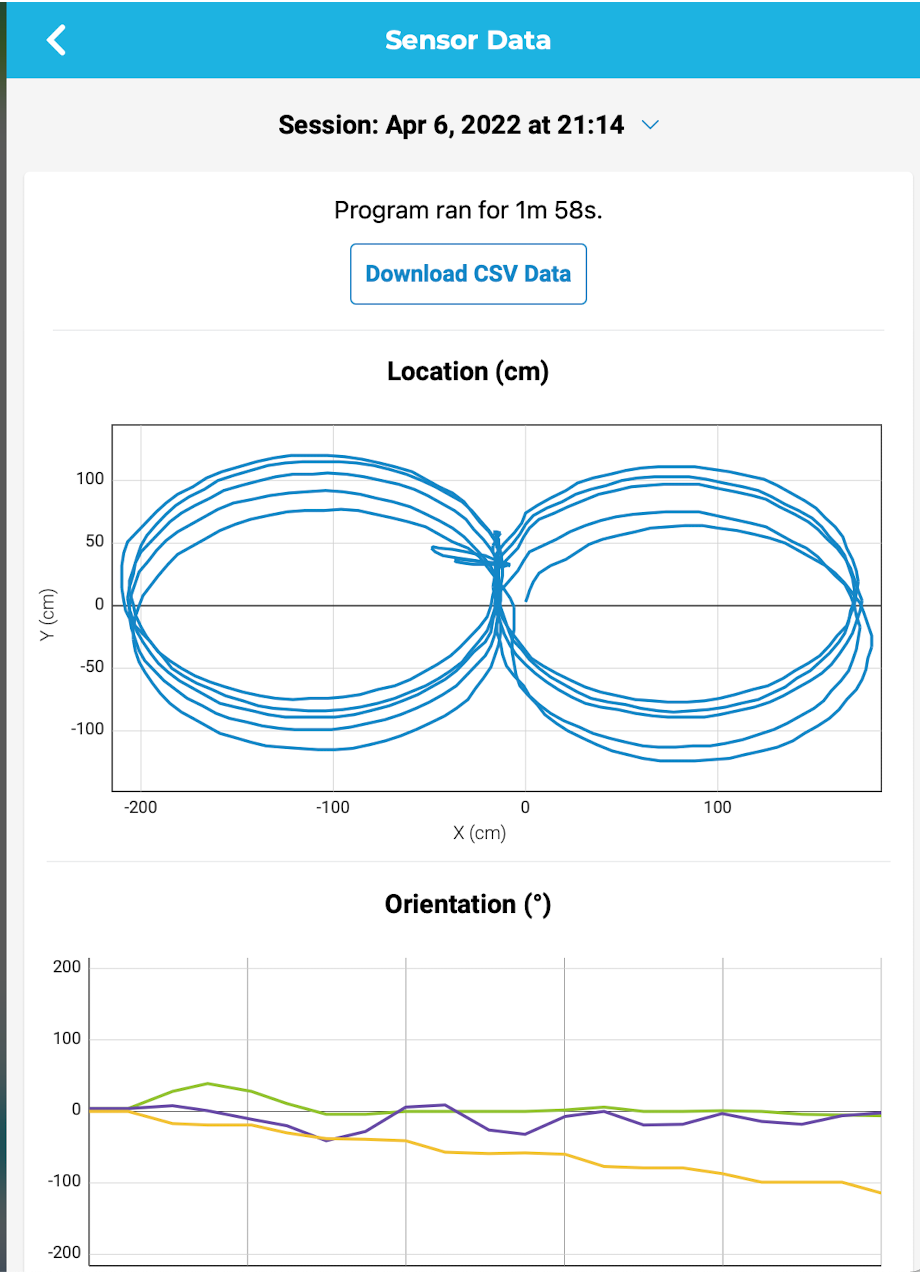 Sensor Data
Session: Apr 6, 2022 at 21:14
Program ran for 1m 58s.
Download CSV Data
Location (cm)
100
50
0
-50
-100
Y (cm)
-200 -100 0 100
X (cm)
Orientation (°)
200
100
0
-100
-200